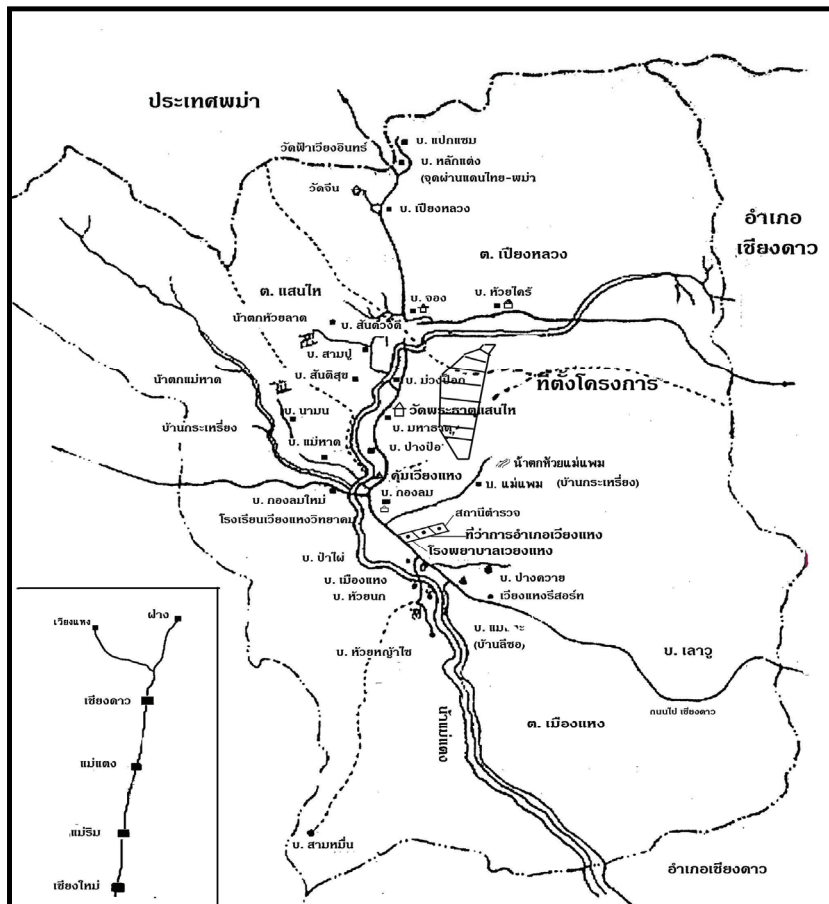 ประเทศพม่า
วัดฟ้าเวียงอินทร์
บ. แปกแซม
บ. หลักแต่ง
(จุดผ่านแดนไทย-พม่า
วัดจีน
บ. เปียงหลวง
อำเภอ
เชียงดาว
ต. เปียงหลวง
ต. แสนไห
บ. จอง
บ. ห้วยไคร้
น้ำตกห้วยลาด
บ. สามปู
น้ำตกแม่หาด
บ. สันติสุข
บ. ม่วงป๊อก
ที่ตั้งโครงการ
บ. นามน
วัดพระธาตุแสนไห
บ้านกระเหรี่ยง
บ. แม่หาด
บ. ปางป๋อ
น้ำตกห้วยแม่แพม
คุ้มเวียงแหง
บ. แม่แพม (บ้านกระเหรี่ยง)
บ. กองลมใหม่
บ. กองลม
สถานีตำรวจ
โรงเรียนเวียงแหงวิทยาคม
ที่ว่าการอำเภอเวียงแหง
โรงพยาบาลเวียงแหง
บ. ป่าไผ่
บ. เมืองแหง
บ. ปางควาย
บ. ห้วยนก
เวียงแหงรีสอร์ท
(บ้านลีซอ)
บ. ห้วยหญ้าไซ
บ. เลาวู
ถนนไป เชียงดาว
น้ำแม่แตง
ต. เมืองแหง
บ. สามหมื่น
อำเภอเชียงดาว
เวียงแหง
ฝาง
เชียงดาว
แม่แตง
แม่ริม
เชียงใหม่